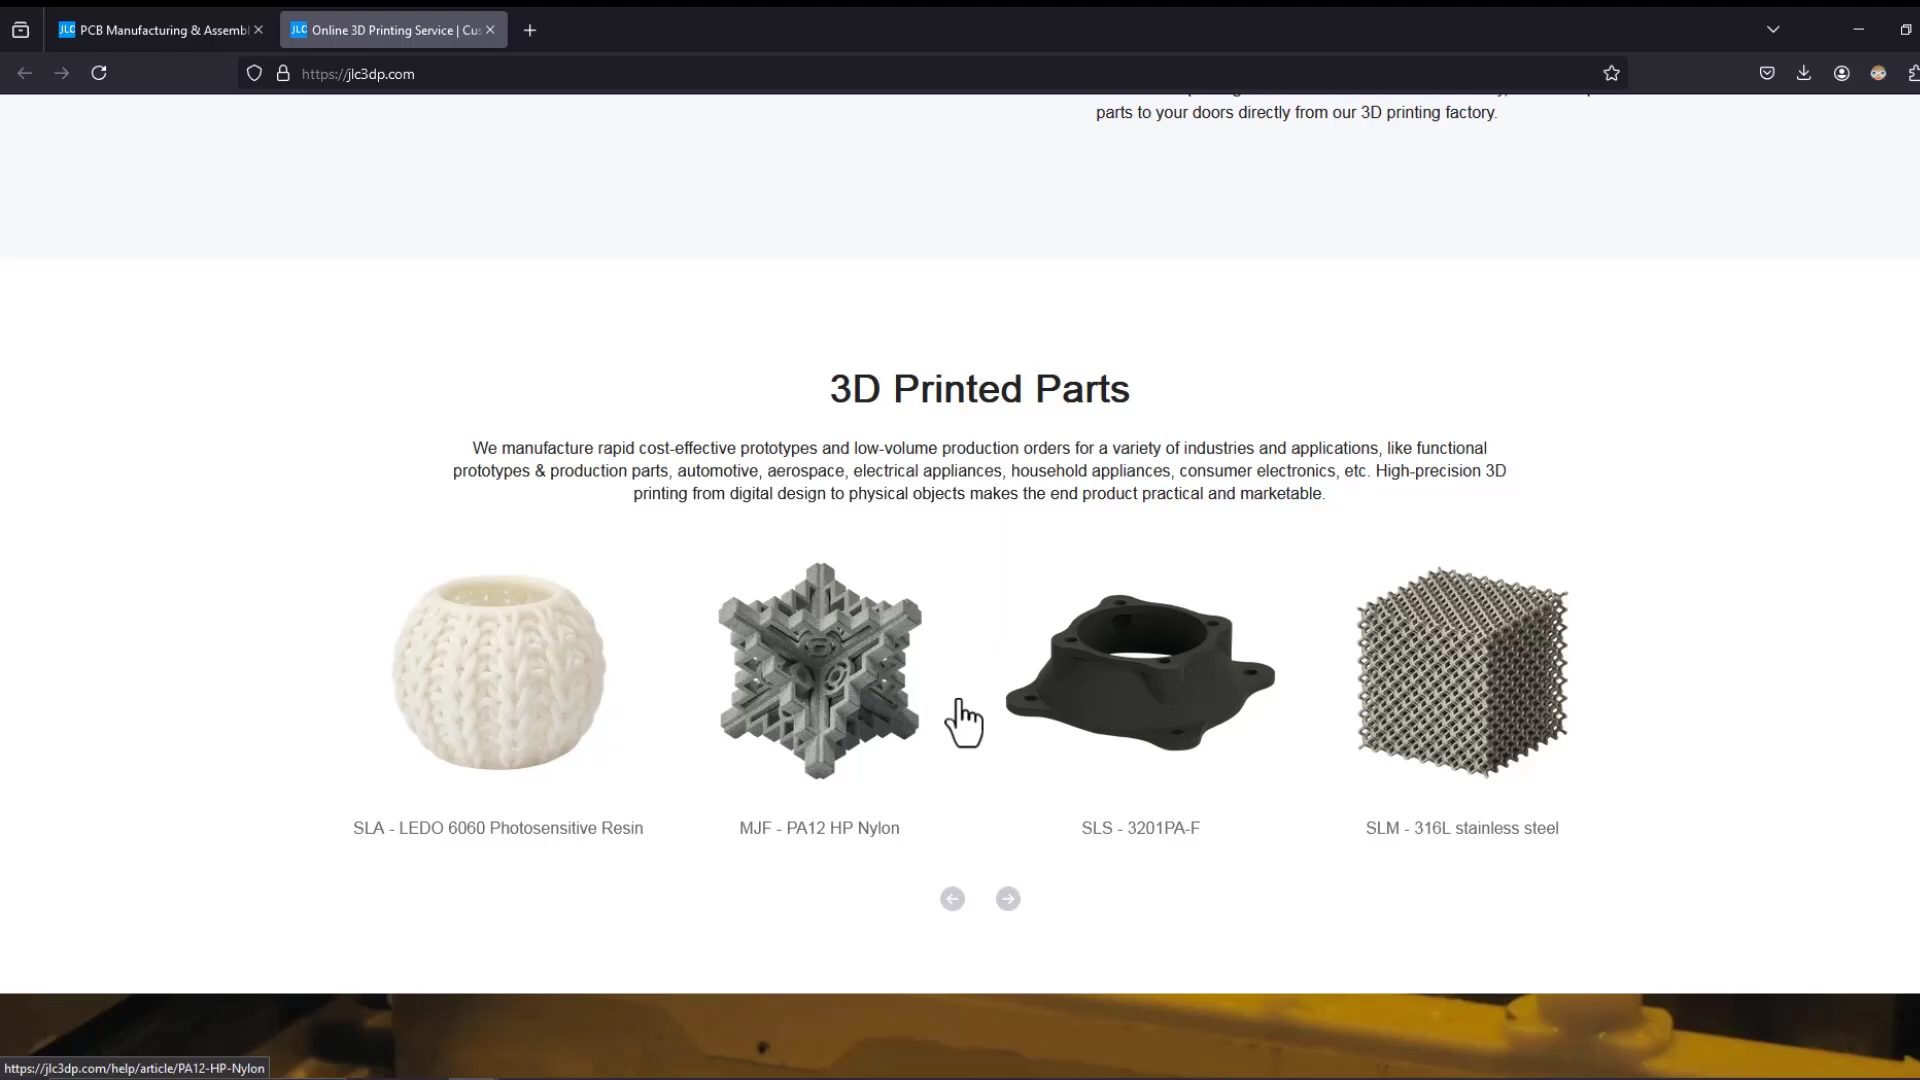 JLC PCB Manufacturing & Assembl
JLC Online 3D Printing Service | Cus
https://jlc3dp.com
parts to your doors directly from our 3D printing factory.
3D Printed Parts
We manufacture rapid cost-effective prototypes and low-volume production orders for a variety of industries and applications, like functional
prototypes & production parts, automotive, aerospace, electrical appliances, household appliances, consumer electronics, etc. High-precision 3D
printing from digital design to physical objects makes the end product practical and marketable.
SLA - LEDO 6060 Photosensitive Resin
MJF - PA12 HP Nylon
SLS - 3201PA-F
SLM - 316L stainless steel
https://jlc3dp.com/help/article/PA12-HP-Nylon